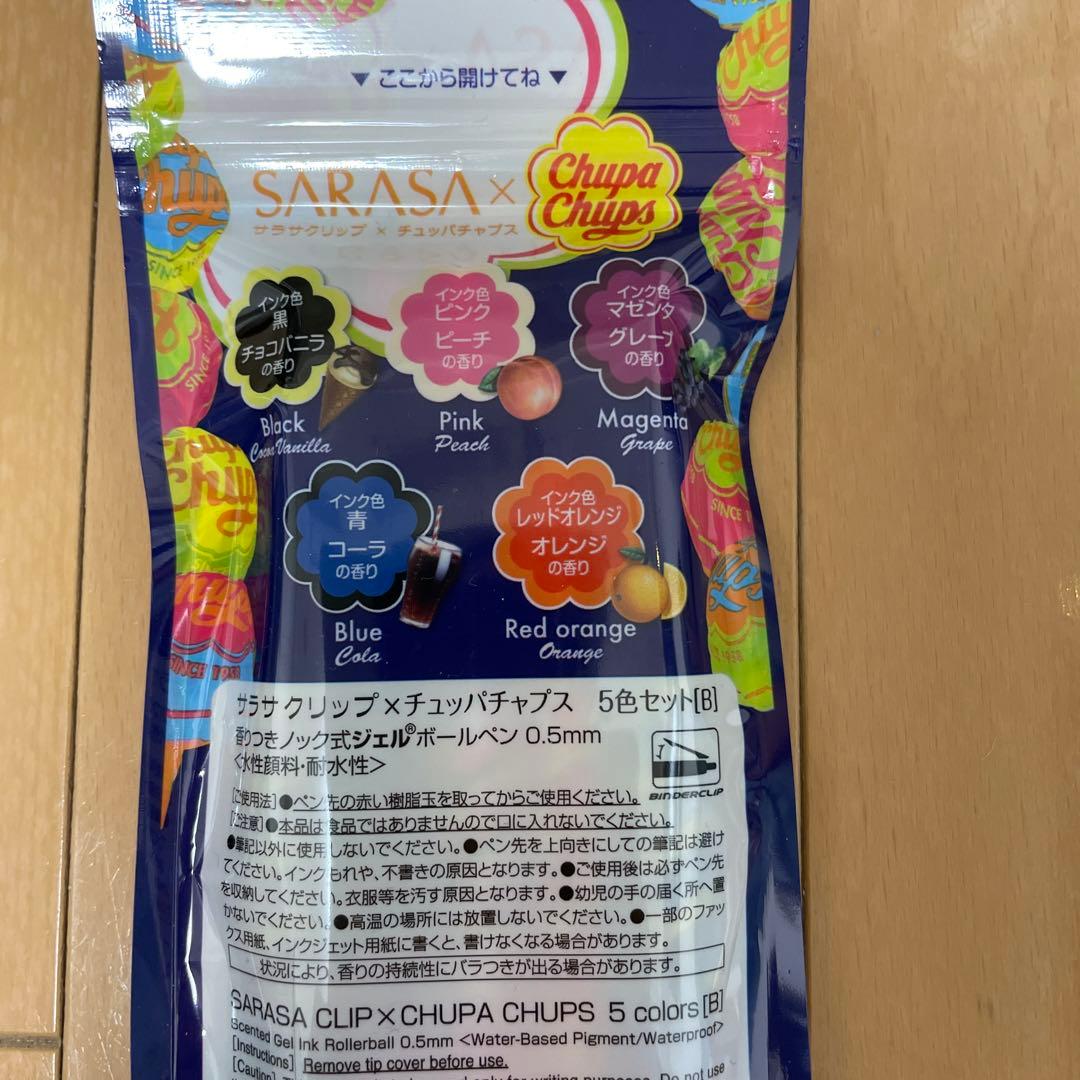 ▼ ここから開けてね ▼
SARASA×
サラサクリップ × チュッパチャプス
Chupa
Chups
インク色
黒
チョコバニラ
の香り
Black
Cocoa Vanilla
インク色
ピンク
ピーチ
の香り
Pink
Peach
インク色
マゼンタ
グレープ
の香り
Magenta
Grape
インク色
青
コーラ
の香り
Blue
Cola
インク色
レッドオレンジ
オレンジ
の香り
Red orange
Orange
サラサクリップ×チュッパチャプス 5色セット[B]
香りつきノック式ジェル®ボールペン 0.5mm
<水性顔料・耐水性>
BINDERCLIP
[ご使用法]●ペン先の赤い樹脂玉を取ってからご使用ください。
[ご注意]●本品は食品ではありませんので口に入れないでください。
●筆記以外に使用しないでください。●ペン先を上向きにしての筆記は避け
てください。インクもれや、不書きの原因となります。●ご使用後は必ずペン先
を収納してください。衣服等を汚す原因となります。●幼児の手の届く所へ置
かないでください。●高温の場所には放置しないでください。●一部のファッ
クス用紙、インクジェット用紙に書くと、書けなくなる場合があります。
状況により、香りの持続性にバラつきが出る場合があります。
SARASA CLIP×CHUPA CHUPS 5 colors[B]
Scented Gel Ink Rollerball 0.5mm <Water-Based Pigment/Waterproof>
[Instructions] Remove tip cover before use.
[Caution] only for writing purposes. Do not use